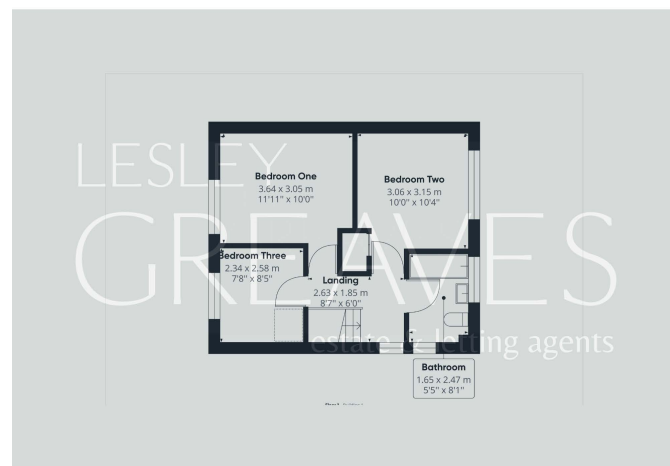 LESLEY
GREAVES
estate & letting agents
Bedroom One
3.64 x 3.05 m
11'11" x 10'0"
Bedroom Two
3.06 x 3.15 m
10'0" x 10'4"
Bedroom Three
2.34 x 2.58 m
7'8" x 8'5"
Landing
2.63 x 1.85 m
8'7" x 6'0"
Bathroom
1.65 x 2.47 m
5'5" x 8'1"